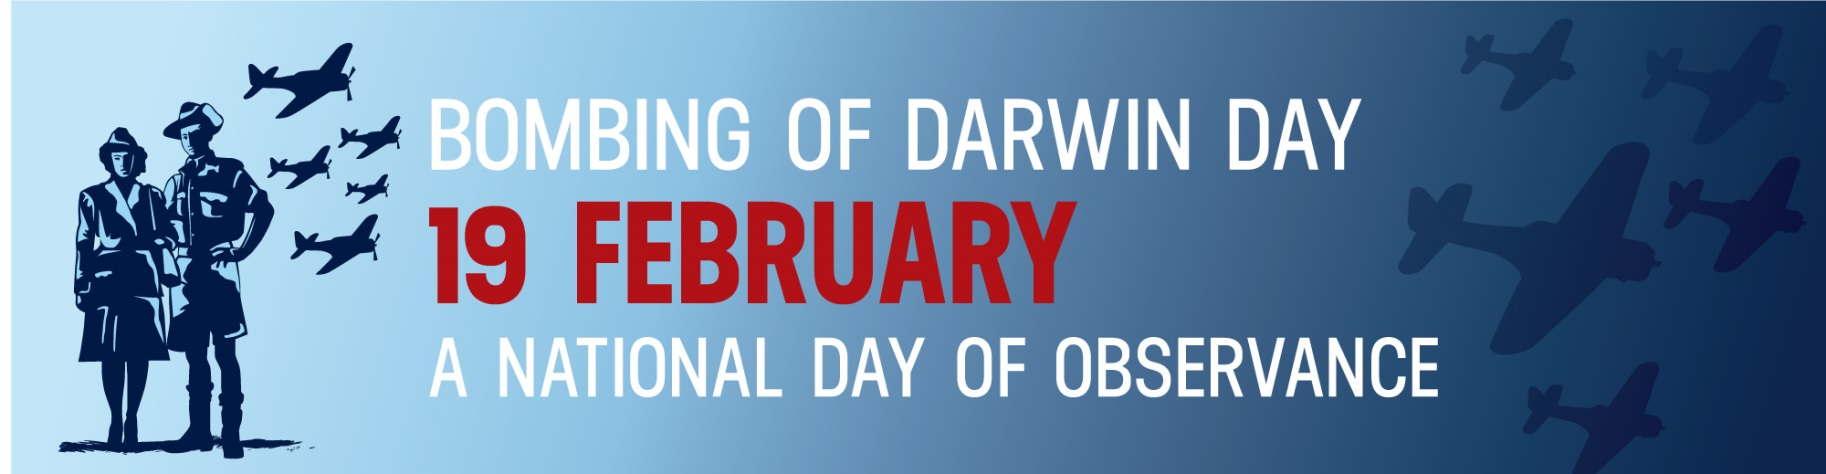 BOMBING OF DARWIN DAY
19 FEBRUARY
A NATIONAL DAY OF OBSERVANCE